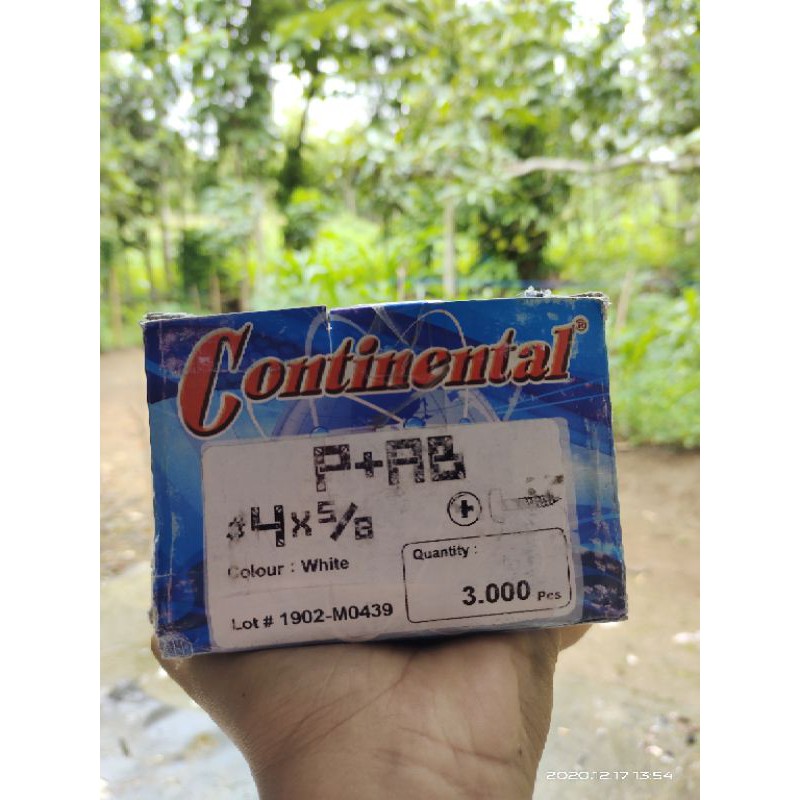 Continental®
P+AB
#4x5/8
Colour : White
Quantity :
3.000 Pcs
Lot # 1902-M0439
2020.12.17 13:54